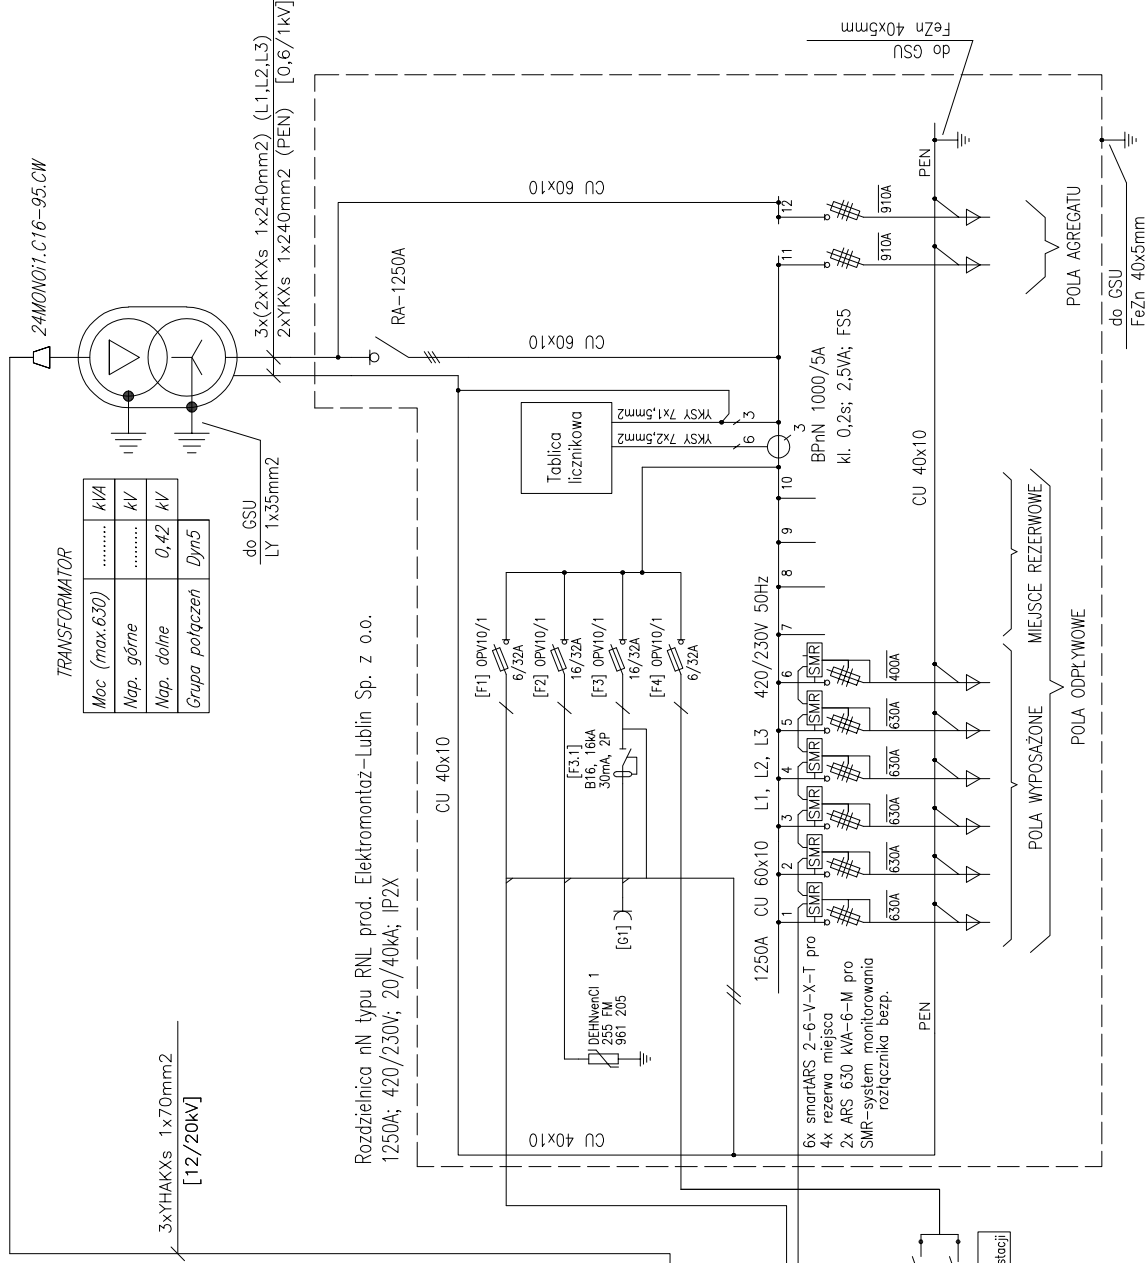 24MONOi1.C16-95.CW
3x(2xYKXs 1x240mm2) (L1,L2,L3)
2xYKXs 1x240mm2 (PEN) [0,6/1kV]
do GSU
FeZn 40x5mm
PEN
do GSU
FeZn 40x5mm
TRANSFORMATOR
Moc (max.630) ......... kVA
Nap. górne ......... kV
Nap. dolne 0,42 kV
Grupa połączeń Dyn5
do GSU
LY 1x35mm2
RA-1250A
CU 60x10
CU 60x10
Rozdzielnica nN typu RNL prod. Elektromontaż-Lublin Sp. z o.o.
1250A; 420/230V; 20/40kA; IP2X
CU 40x10
CU 40x10
Tablica
licznikowa
YKSY 7x1,5mm2
YKSY 7x2,5mm2
3
6
3
BPnN 1000/5A
kl. 0,2s; 2,5VA; FS5
[F1] OPV10/1
6/32A
[F2] OPV10/1
16/32A
[F3] OPV10/1
16/32A
[F4] OPV10/1
6/32A
[F3.1]
B16, 16kA
30mA, 2P
[G1]
DEHNvenCI 1
255 FM
961 205
1250A CU 60x10 L1, L2, L3 420/230V 50Hz
1
2
3
4
5
6
7
8
9
10
11
12
SMR
SMR
SMR
SMR
SMR
SMR
630A
630A
630A
630A
630A
400A
910A
910A
CU 40x10
PEN
6x smartARS 2-6-V-X-T pro
4x rezerwa miejsca
2x ARS 630 kVA-6-M pro
SMR-system monitorowania
rozłącznika bezp.
POLA WYPOSAŻONE
MIEJSCE REZERWOWE
POLA ODPŁYWOWE
POLA AGREGATU
3xYHAKXs 1x70mm2
[12/20kV]
stacji